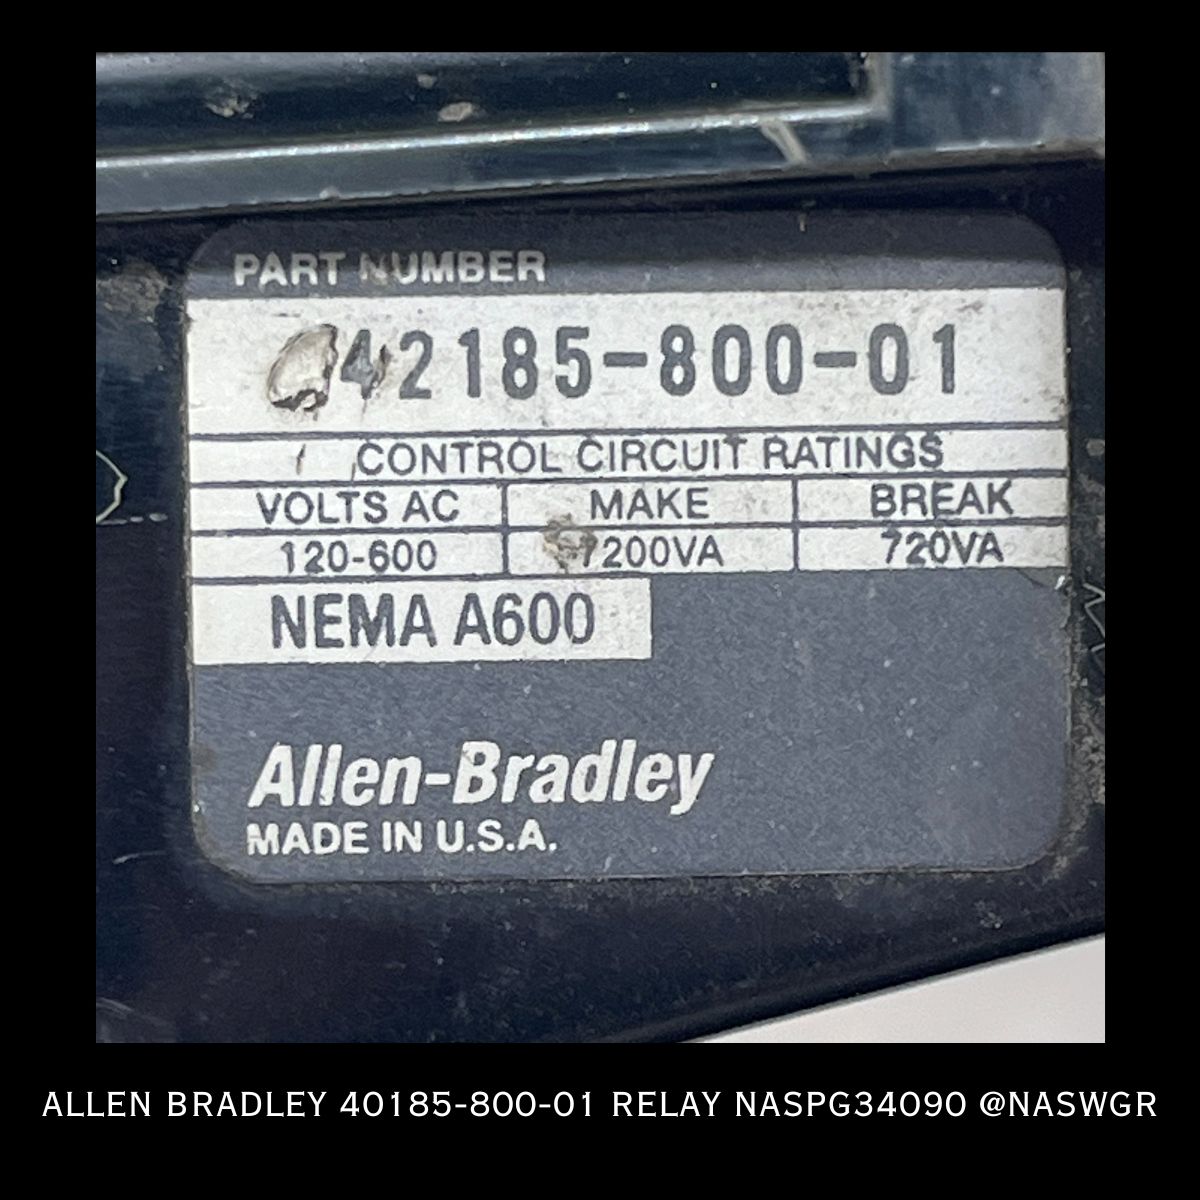 PART NUMBER
42185-800-01
CONTROL CIRCUIT RATINGS
VOLTS AC MAKE BREAK
120-600 7200VA 720VA
NEMA A600
Allen-Bradley
MADE IN U.S.A.
ALLEN BRADLEY 40185-800-01 RELAY NASPG34090 @NASWGR